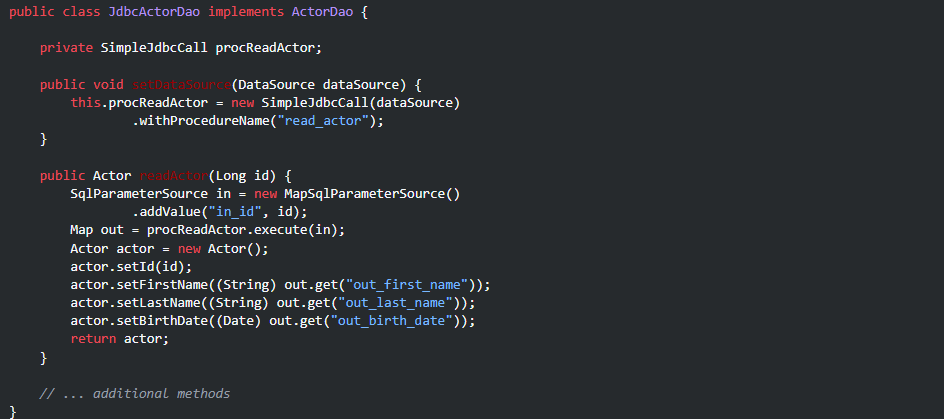 public class JdbcActorDao implements ActorDao {
private SimpleJdbcCall procReadActor;
public void setDataSource(DataSource dataSource) {
this.procReadActor = new SimpleJdbcCall(dataSource)
.withProcedureName("read_actor");
}
public Actor readActor(Long id) {
SqlParameterSource in = new MapSqlParameterSource()
.addValue("in_id", id);
Map out = procReadActor.execute(in);
Actor actor = new Actor();
actor.setId(id);
actor.setFirstName((String) out.get("out_first_name"));
actor.setLastName((String) out.get("out_last_name"));
actor.setBirthDate((Date) out.get("out_birth_date"));
return actor;
}
// ... additional methods
}